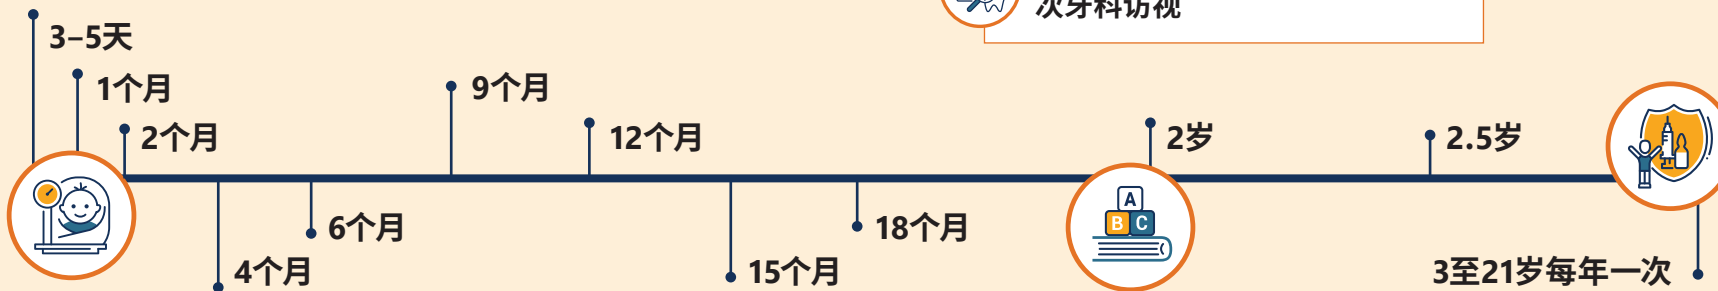 次牙科访视
3–5天
1个月
2个月
9个月
12个月
2岁
2.5岁
A
B C
6个月
18个月
4个月
15个月
3至21岁每年一次